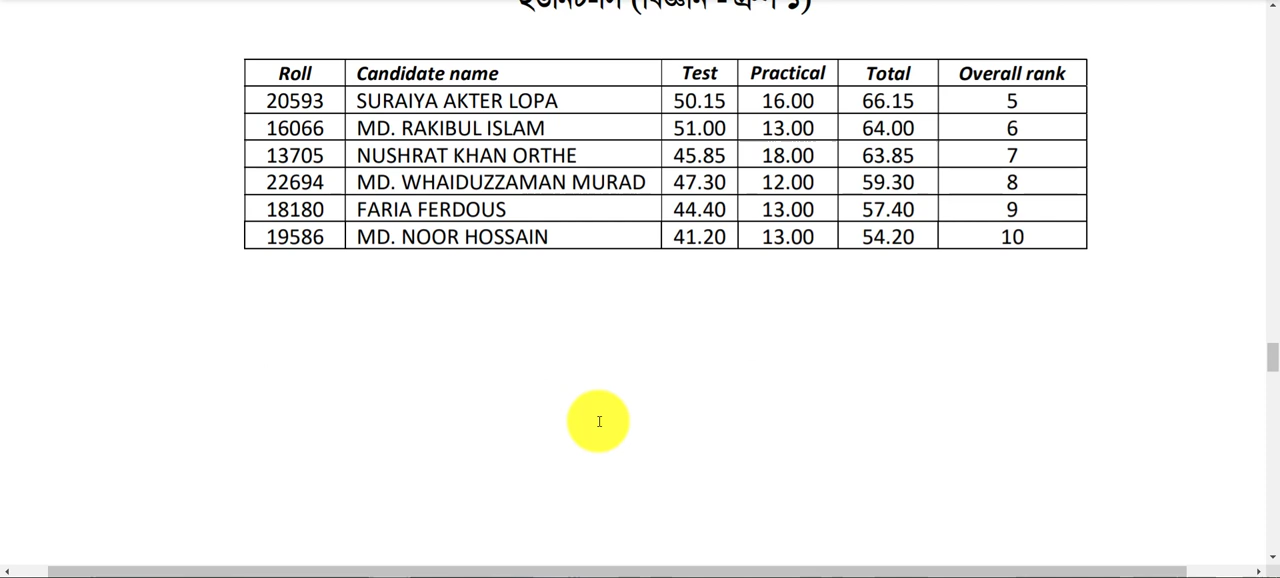 (বিজ্ঞান - গ্রুপ ১)
Roll Candidate name Test Practical Total Overall rank
20593 SURAIYA AKTER LOPA 50.15 16.00 66.15 5
16066 MD. RAKIBUL ISLAM 51.00 13.00 64.00 6
13705 NUSHRAT KHAN ORTHE 45.85 18.00 63.85 7
22694 MD. WHAIDUZZAMAN MURAD 47.30 12.00 59.30 8
18180 FARIA FERDOUS 44.40 13.00 57.40 9
19586 MD. NOOR HOSSAIN 41.20 13.00 54.20 10